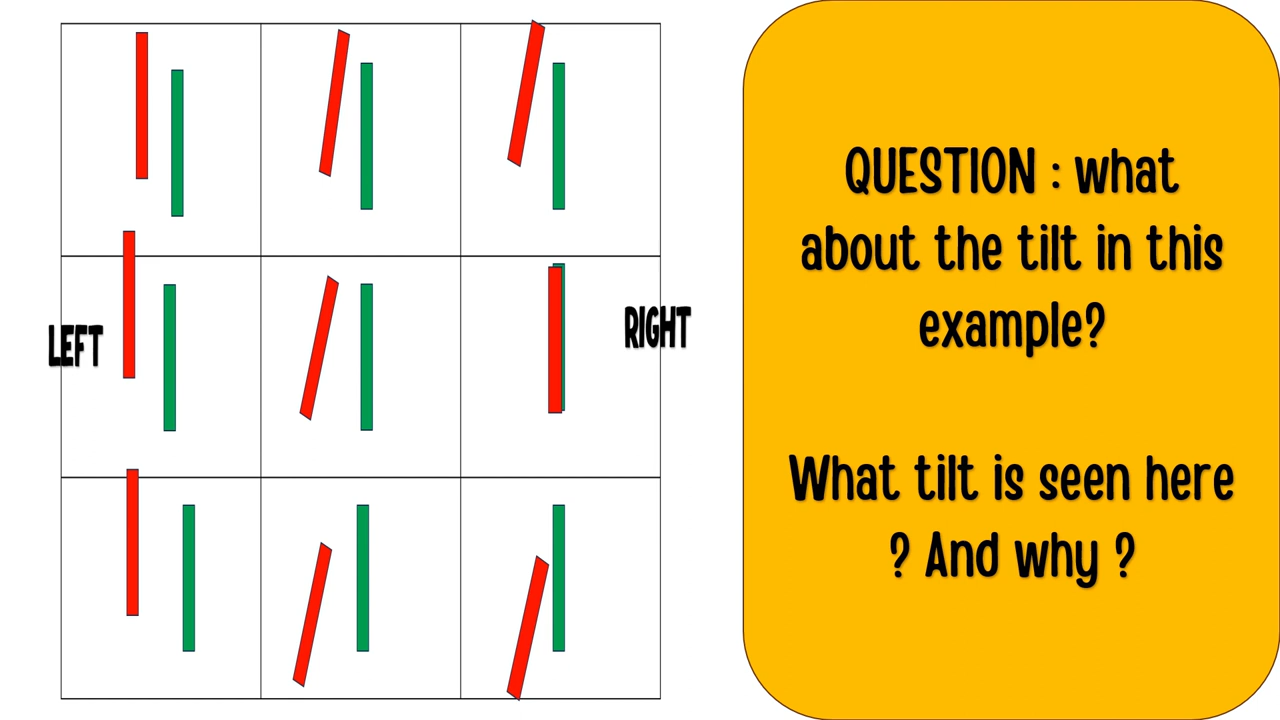 LEFT
RIGHT
QUESTION : what
about the tilt in this
example?
What tilt is seen here
? And why ?